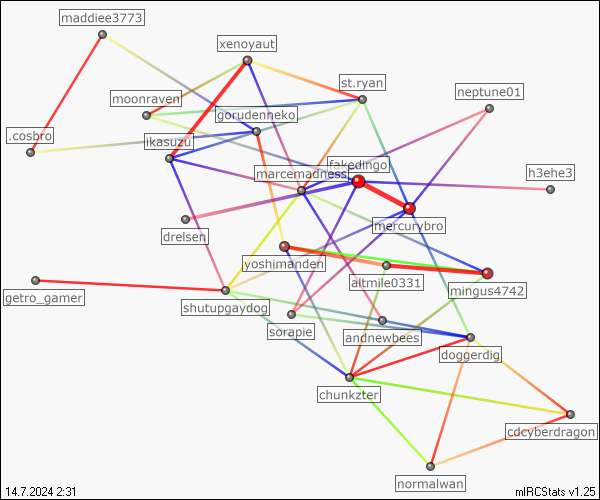 maddiee3773
xenoyaut
st.ryan
neptune01
moonraven
gorudenneko
.cosbro
ikasuzu
fakedingo
marcemadness
h3ehe3
mercurybro
drelsen
yoshimanden
aitmile0331
mingus4742
getro_gamer
shutupgaydog
sorapie
andnewbees
doggerdig
chunkzter
cdcyberdragon
normalwan
14.7.2024 2:31
mIRCStats v1.25